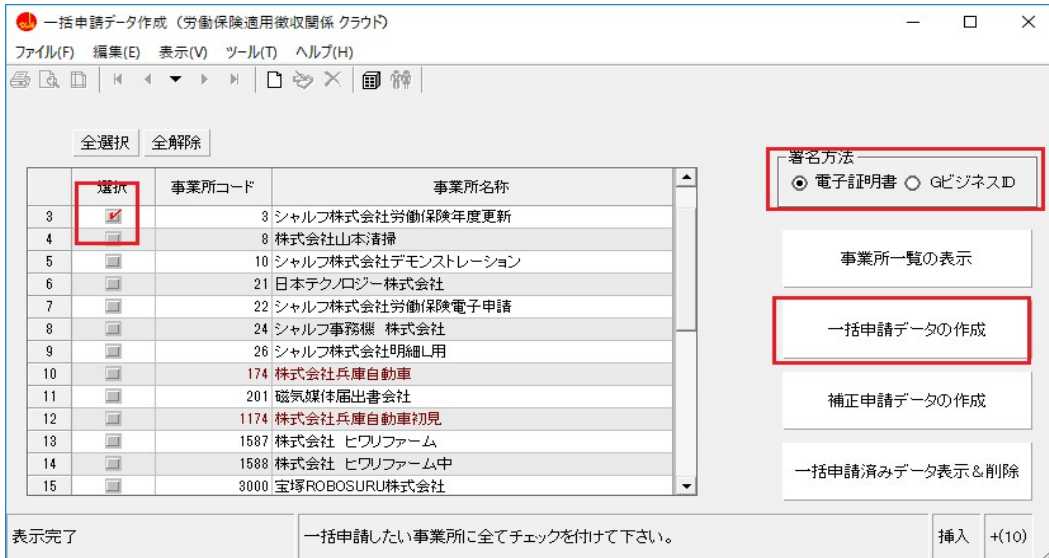 一括申請データ作成（労働保険適用徴収関係 クラウド）
ファイル(F) 編集(E) 表示(V) ツール(T) ヘルプ(H)
全選択 全解除
選択 事業所コード 事業所名称
3 3 シャルフ株式会社労働保険年度更新
4 8 株式会社山本清掃
5 10 シャルフ株式会社デモンストレーション
6 21 日本テクノロジー株式会社
7 22 シャルフ株式会社労働保険電子申請
8 24 シャルフ事務機 株式会社
9 26 シャルフ株式会社明細L用
10 174 株式会社兵庫自動車
11 201 磁気媒体届出書会社
12 1174 株式会社兵庫自動車初見
13 1587 株式会社 ヒワリファーム
14 1588 株式会社 ヒワリファーム中
15 3000 宝塚ROBOSURU株式会社
署名方法
電子証明書 GビジネスID
事業所一覧の表示
一括申請データの作成
補正申請データの作成
一括申請済みデータ表示＆削除
表示完了 一括申請したい事業所に全てチェックを付けて下さい。 挿入 +(10)